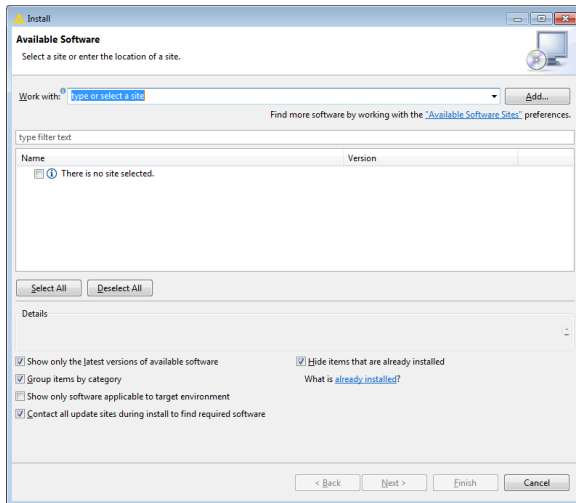 Install
Available Software
Select a site or enter the location of a site.
Work with: type or select a site Add...
Find more software by working with the "Available Software Sites" preferences.
type filter text
Name Version
There is no site selected.
Select All Deselect All
Details
Show only the latest versions of available software Hide items that are already installed
Group items by category What is already installed?
Show only software applicable to target environment
Contact all update sites during install to find required software
< Back Next > Finish Cancel